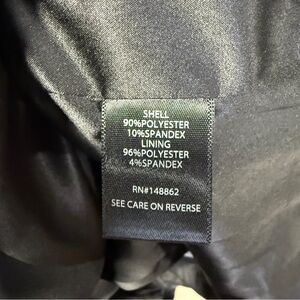 SHELL
90%POLYESTER
10%SPANDEX
LINING
96%POLYESTER
4%SPANDEX
RN#148862
SEE CARE ON REVERSE